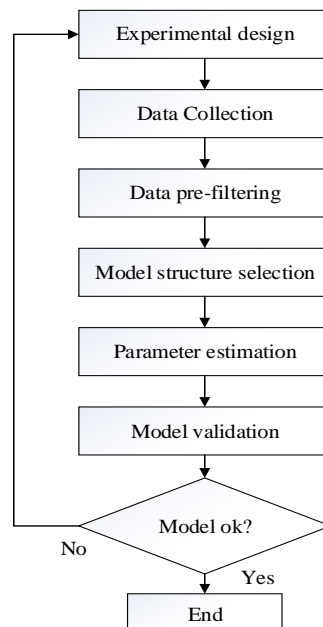 Experimental design
Data Collection
Data pre-filtering
Model structure selection
Parameter estimation
Model validation
Model ok?
No
Yes
End